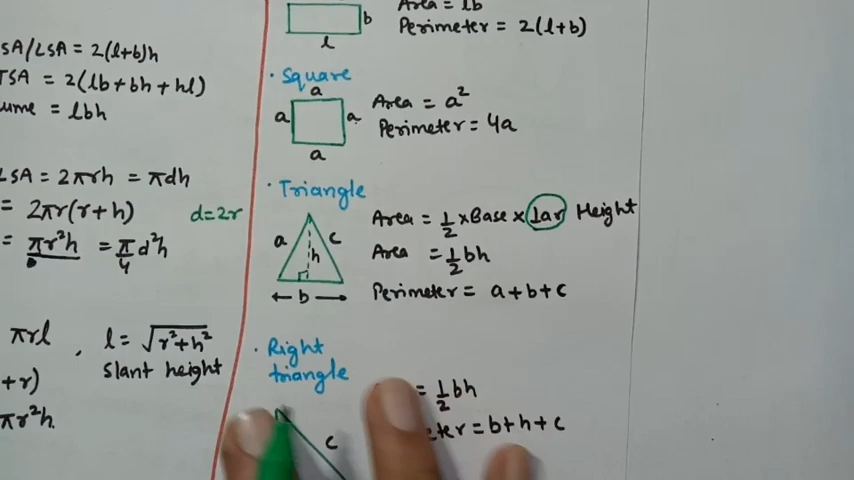 SA/LSA = 2(l+b)h
TSA = 2(lb+bh+hl)
ume = lbh
LSA = 2πrh = πdh
= 2πr(r+h) d=2r
= πr²h = π/4 d²h
πrl , l = √r²+h²
+r) slant height
πr²h.
l
b
Area = lb
Perimeter = 2(l+b)
· Square
a
a
a
a
Area = a²
Perimeter = 4a
· Triangle
a
c
h
b
Area = 1/2 × Base × lar Height
Area = 1/2 bh
Perimeter = a+b+c
· Right
triangle
c
= 1/2 bh
eter = b+h+c